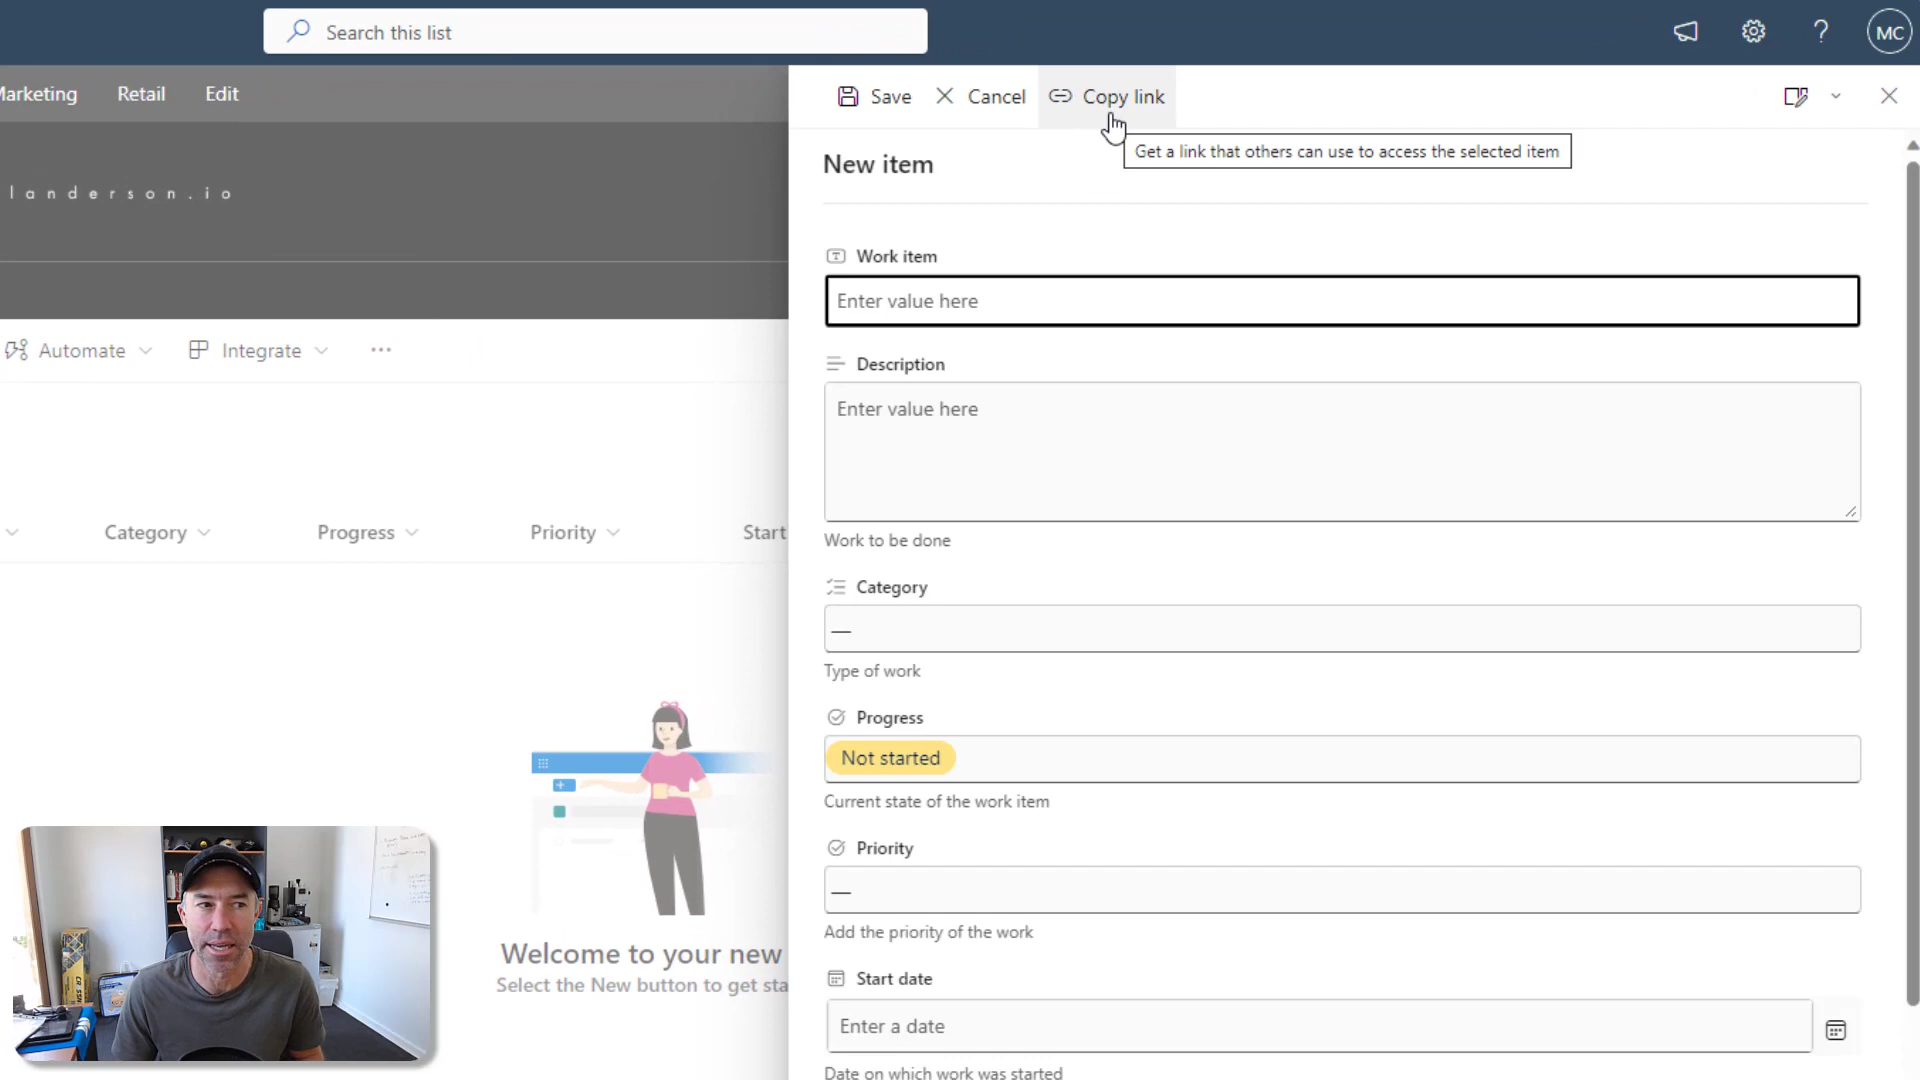 Search this list
MC
Marketing Retail Edit
Save Cancel Copy link
Get a link that others can use to access the selected item
New item
landerson.io
Work item
Enter value here
Automate Integrate ...
Description
Enter value here
Category Progress Priority Start
Work to be done
Category
—
Type of work
Progress
Not started
Current state of the work item
Priority
—
Add the priority of the work
Welcome to your new
Select the New button to get sta
Start date
Enter a date
Date on which work was started